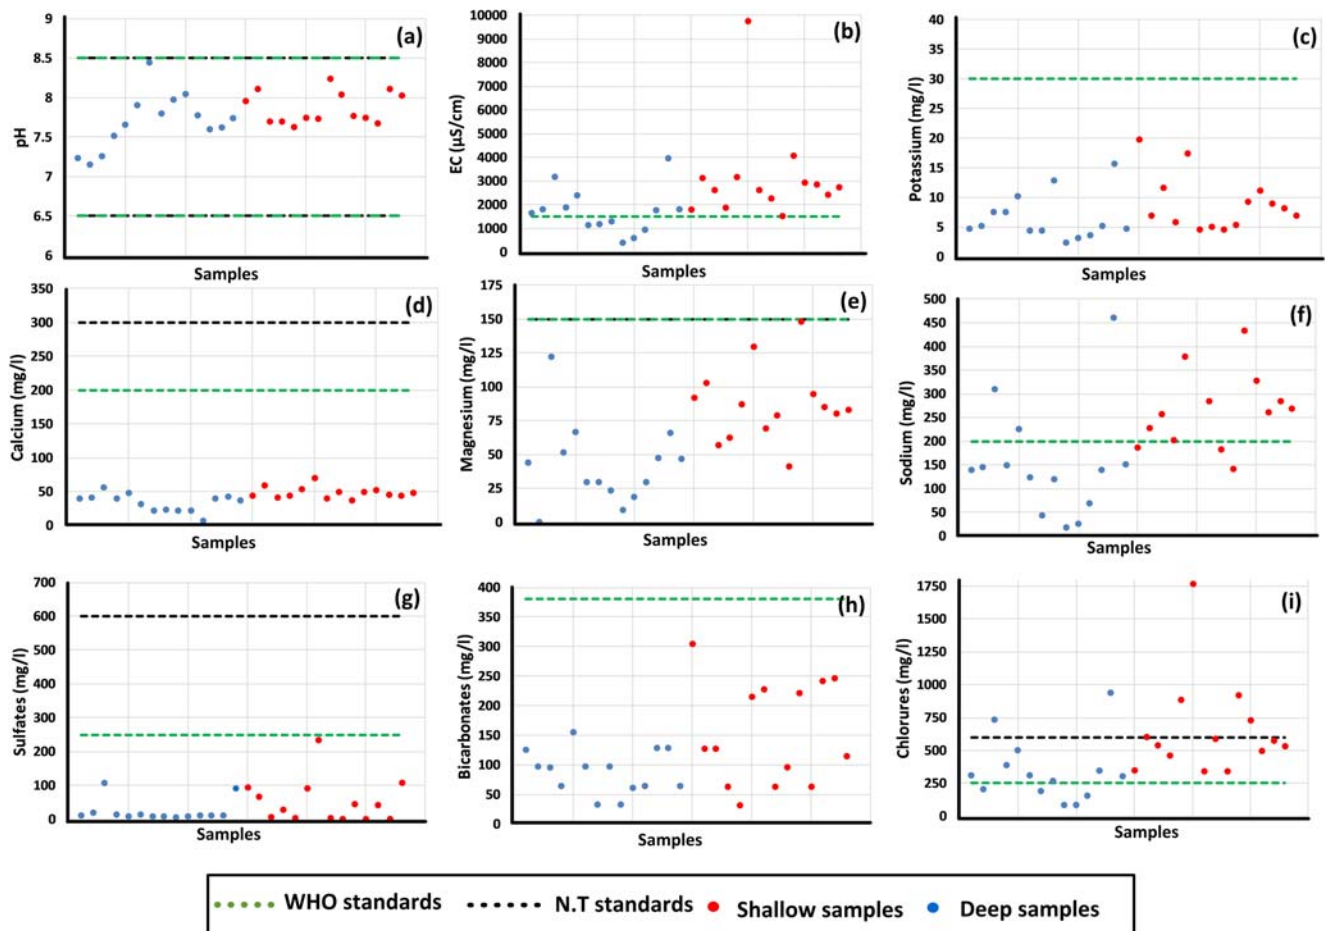 (a)
pH
9
8.5
8
7.5
7
6.5
6
Samples
(b)
EC (µS/cm)
10000
9000
8000
7000
6000
5000
4000
3000
2000
1000
0
Samples
(c)
Potassium (mg/l)
40
35
30
25
20
15
10
5
0
Samples
(d)
Calcium (mg/l)
350
300
250
200
150
100
50
0
Samples
(e)
Magnesium (mg/l)
175
150
125
100
75
50
25
0
Samples
(f)
Sodium (mg/l)
500
450
400
350
300
250
200
150
100
50
0
Samples
(g)
Sulfates (mg/l)
700
600
500
400
300
200
100
0
Samples
(h)
Bicarbonates (mg/l)
400
350
300
250
200
150
100
50
0
Samples
(i)
Chlorures (mg/l)
1750
1500
1250
1000
750
500
250
0
Samples
WHO standards
N.T standards
Shallow samples
Deep samples